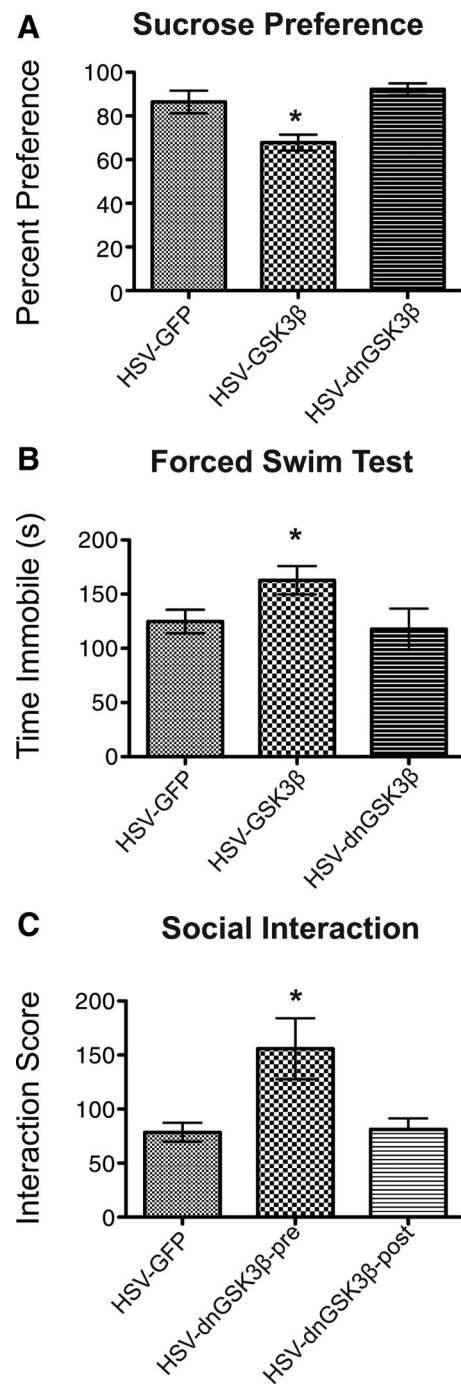 A Sucrose Preference
Percent Preference
100
80
60
40
20
0
*
HSV-GFP
HSV-GSK3β
HSV-dnGSK3β
B Forced Swim Test
Time Immobile (s)
200
150
100
50
0
*
HSV-GFP
HSV-GSK3β
HSV-dnGSK3β
C Social Interaction
Interaction Score
200
150
100
50
0
*
HSV-GFP
HSV-dnGSK3β-pre
HSV-dnGSK3β-post